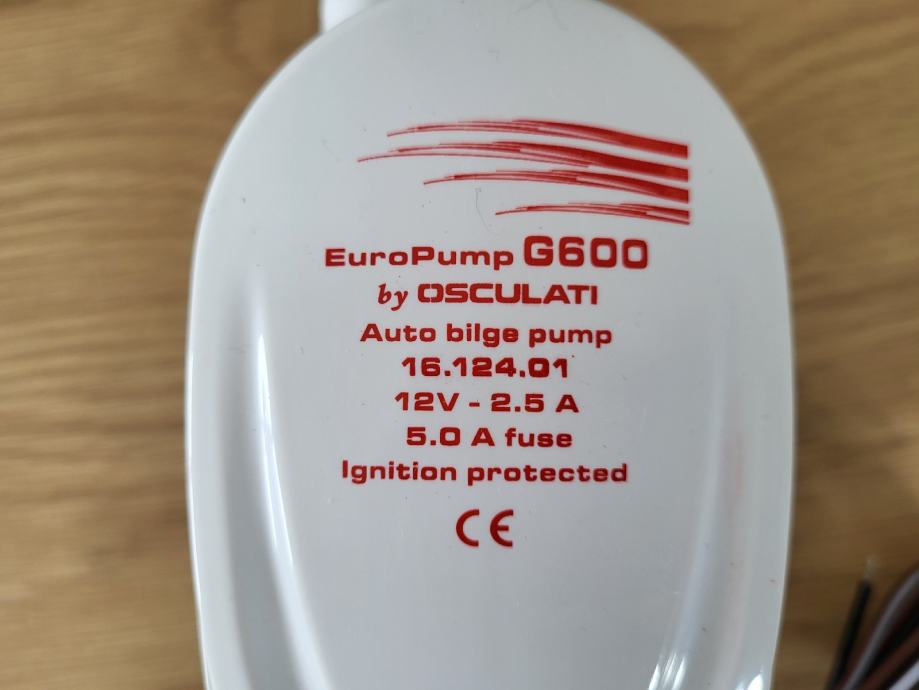 EuroPump G600
by OSCULATI
Auto bilge pump
16.124.01
12V - 2.5 A
5.0 A fuse
Ignition protected
CE